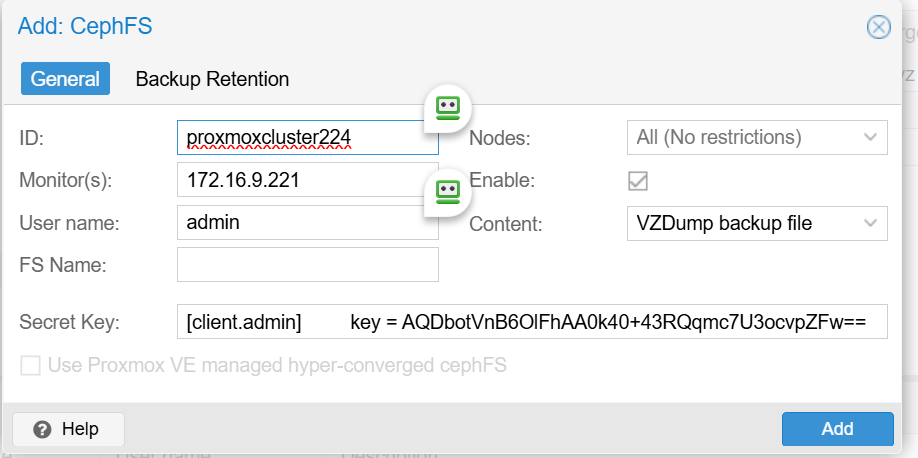 Add: CephFS
General Backup Retention
ID: proxmoxcluster224 Nodes: All (No restrictions)
Monitor(s): 172.16.9.221 Enable:
User name: admin Content: VZDump backup file
FS Name:
Secret Key: [client.admin] key = AQDbotVnB6OlFhAA0k40+43RQqmc7U3ocvpZFw==
Use Proxmox VE managed hyper-converged cephFS
Help Add